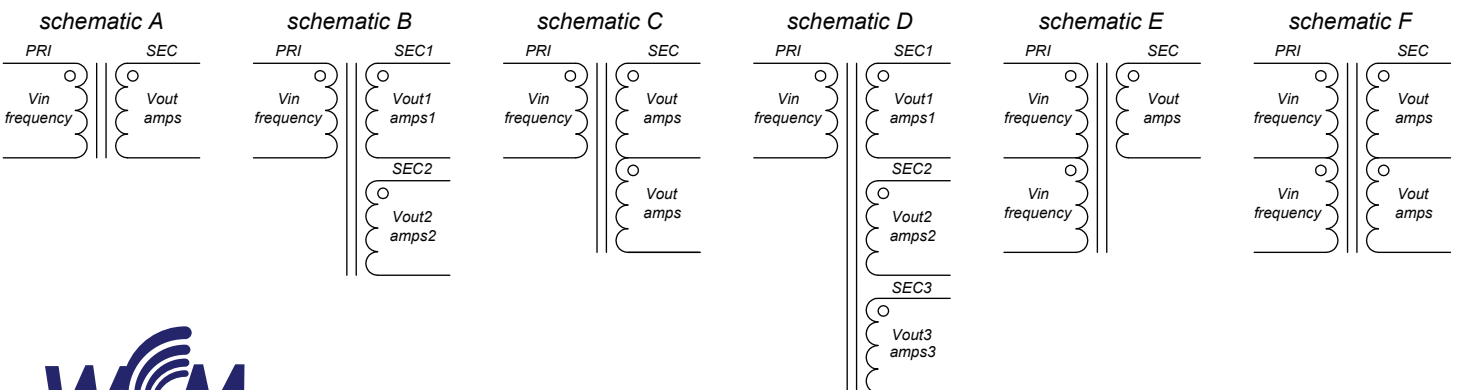 schematic A
PRI SEC
Vin
frequency
Vout
amps
schematic B
PRI SEC1
Vin
frequency
Vout1
amps1
SEC2
Vout2
amps2
schematic C
PRI SEC
Vin
frequency
Vout
amps
Vout
amps
schematic D
PRI SEC1
Vin
frequency
Vout1
amps1
SEC2
Vout2
amps2
SEC3
Vout3
amps3
schematic E
PRI SEC
Vin
frequency
Vout
amps
Vin
frequency
schematic F
PRI SEC
Vin
frequency
Vout
amps
Vin
frequency
Vout
amps